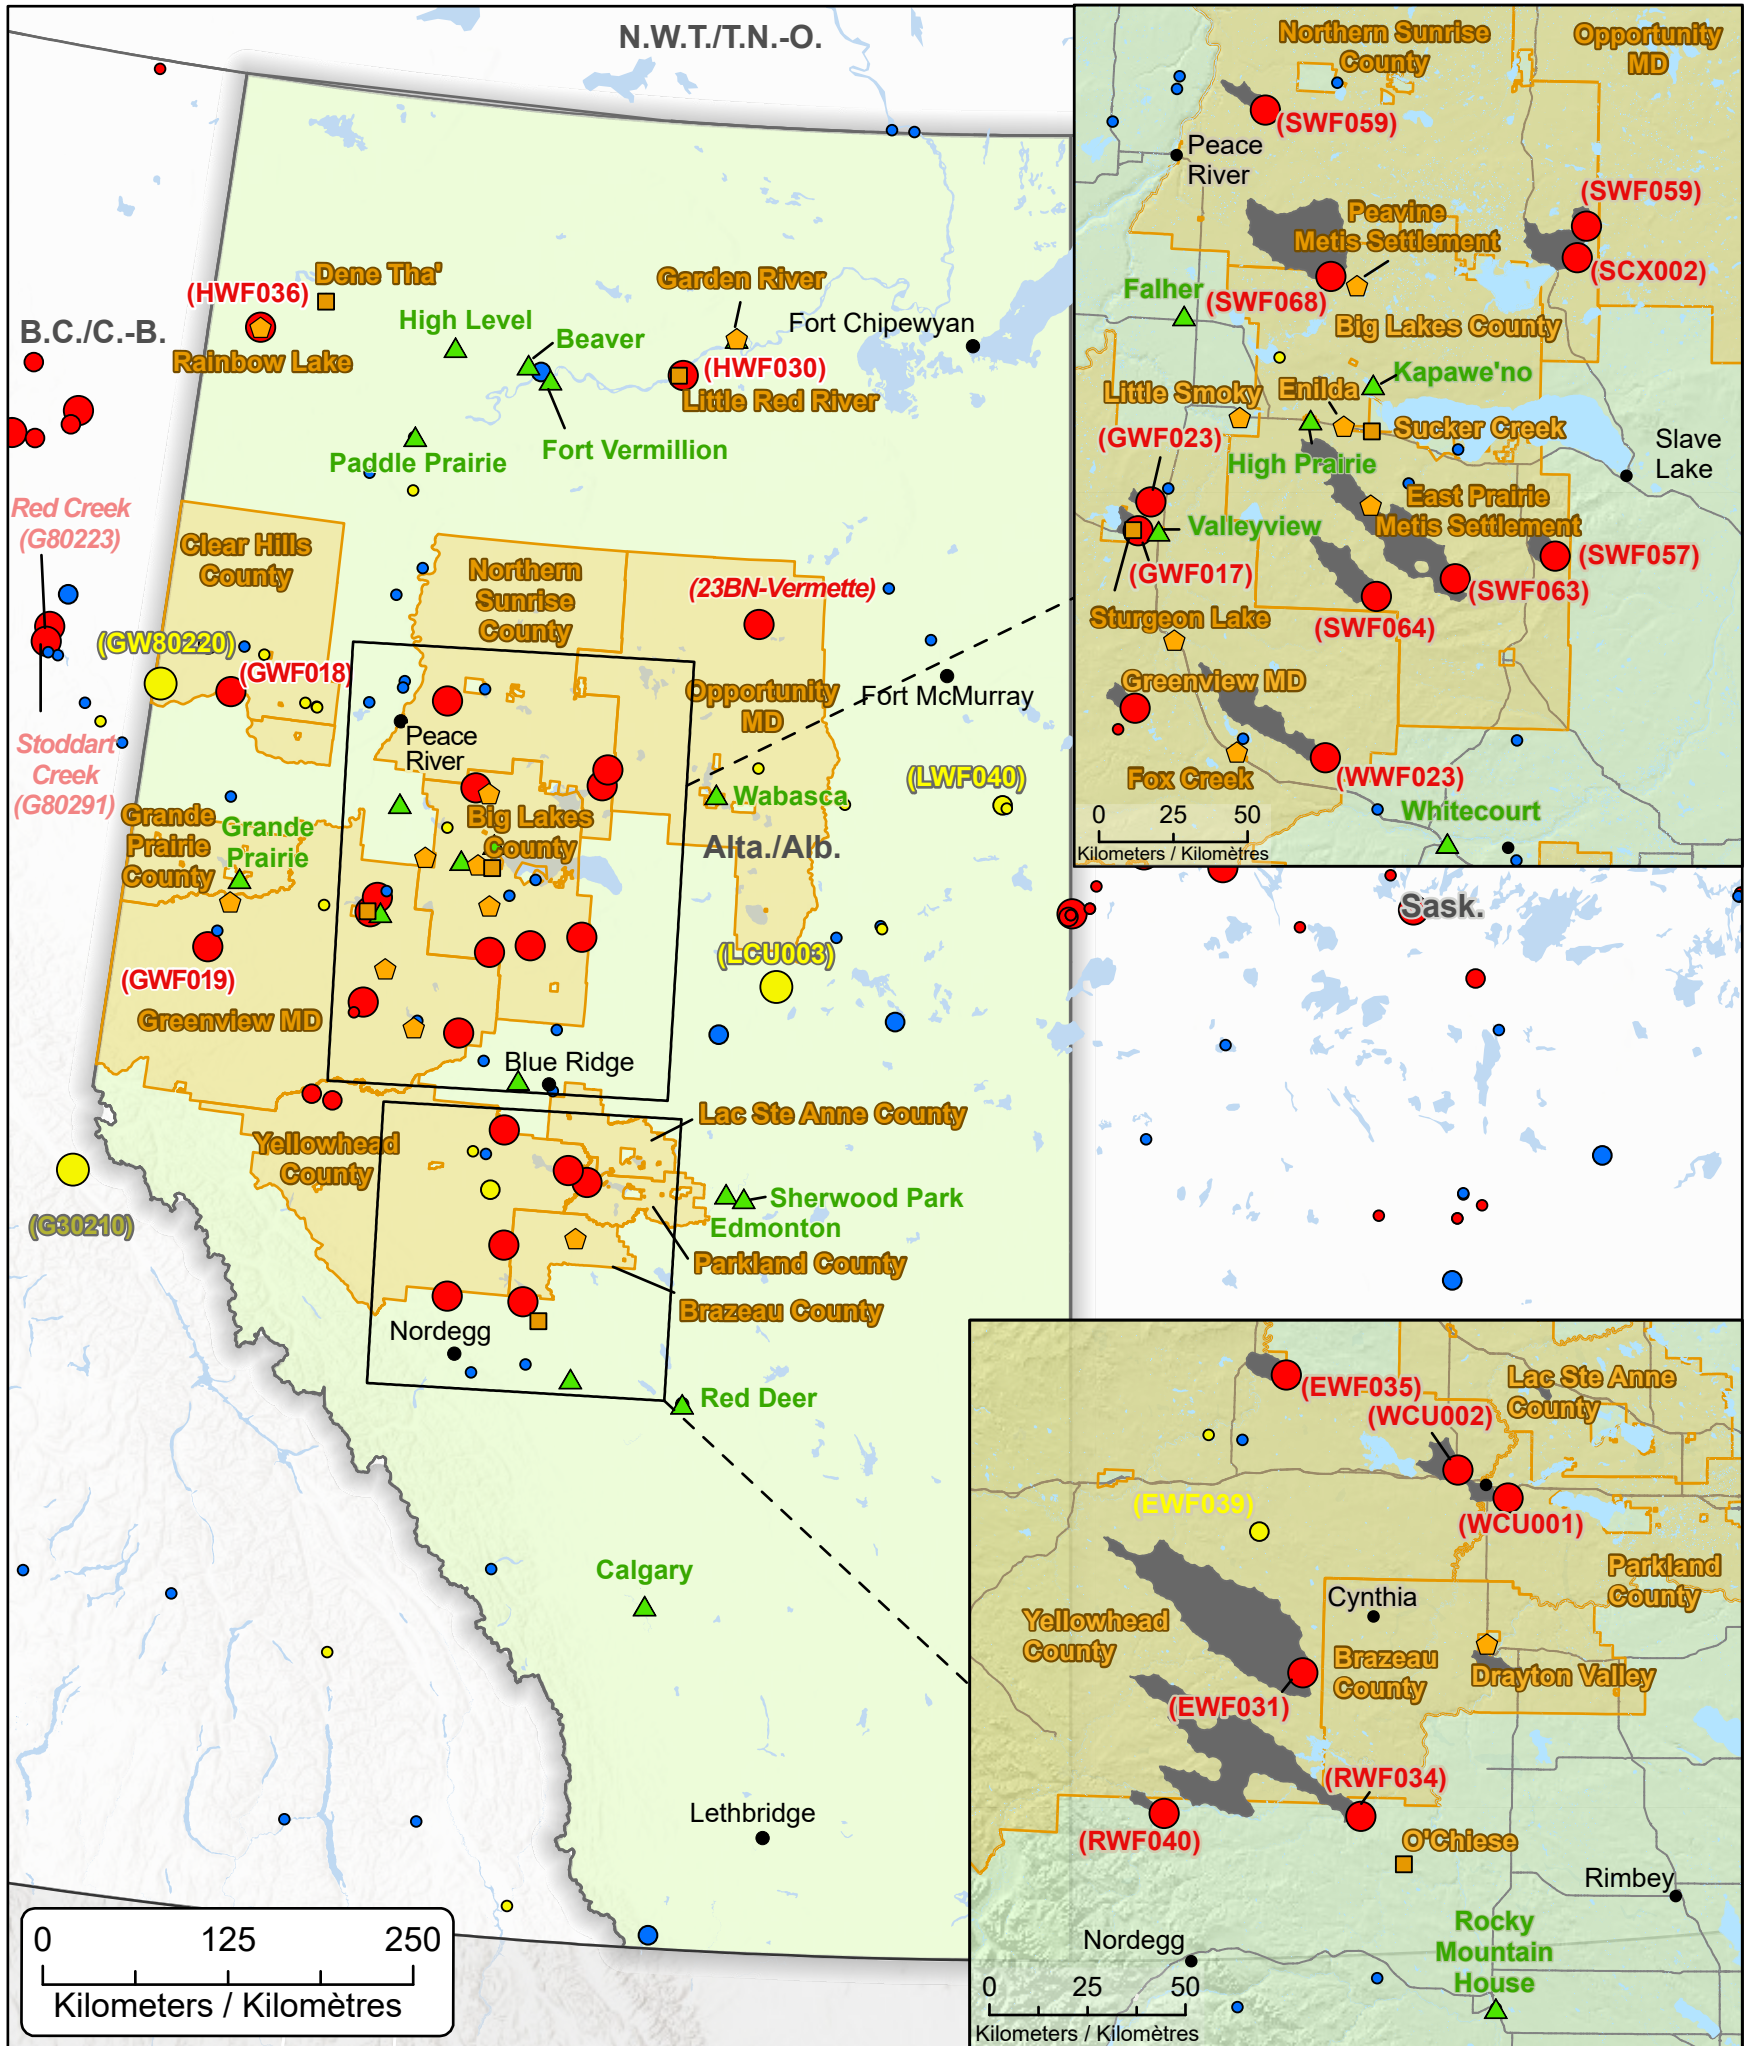 N.W.T./T.N.-O.
Dene Tha'
(HWF036)
Rainbow Lake
B.C./C.-B.
High Level
Beaver
Garden River
Fort Chipewyan
(HWF030)
Little Red River
Fort Vermillion
Paddle Prairie
Red Creek
(G80223)
Clear Hills
County
Northern
Sunrise
County
(23BN-Vermette)
(GW80220)
(GWF018)
Opportunity
MD
Fort McMurray
Peace
River
Stoddart
Creek
(G80291)
Grande
Prairie
County
Grande
Prairie
Big Lakes
County
Wabasca
(LWF040)
Alta./Alb.
(LCU003)
(GWF019)
Greenview MD
Blue Ridge
Lac Ste Anne County
Yellowhead
County
Sherwood Park
Edmonton
(G30210)
Parkland County
Brazeau County
Nordegg
Red Deer
Calgary
Lethbridge
0 125 250
Kilometers / Kilomètres
Northern Sunrise
County
Opportunity
MD
(SWF059)
Peace
River
(SWF059)
Peavine
Metis Settlement
(SCX002)
Falher
(SWF068)
Big Lakes County
Kapawe'no
Little Smoky
Enilda
Sucker Creek
(GWF023)
High Prairie
Slave
Lake
East Prairie
Metis Settlement
Valleyview
(SWF057)
(GWF017)
(SWF063)
Sturgeon Lake
(SWF064)
Greenview MD
Fox Creek
(WWF023)
Whitecourt
0 25 50
Kilometers / Kilomètres
Sask.
(EWF035)
Lac Ste Anne
County
(WCU002)
(EWF039)
(WCU001)
Parkland
County
Cynthia
Yellowhead
County
Brazeau
County
Drayton Valley
(EWF031)
(RWF034)
(RWF040)
O'Chiese
Rimbey
Rocky
Mountain
House
Nordegg
0 25 50
Kilometers / Kilomètres